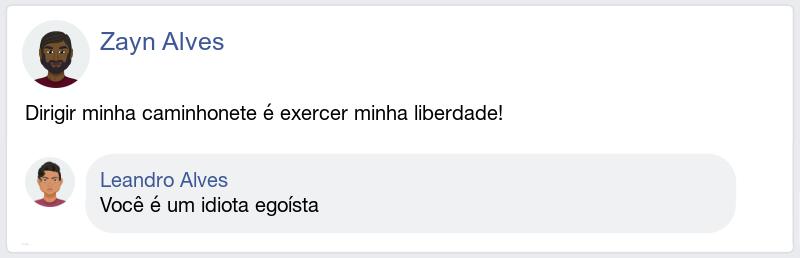 Zayn Alves
Dirigir minha caminhonete é exercer minha liberdade!
Leandro Alves
Você é um idiota egoísta